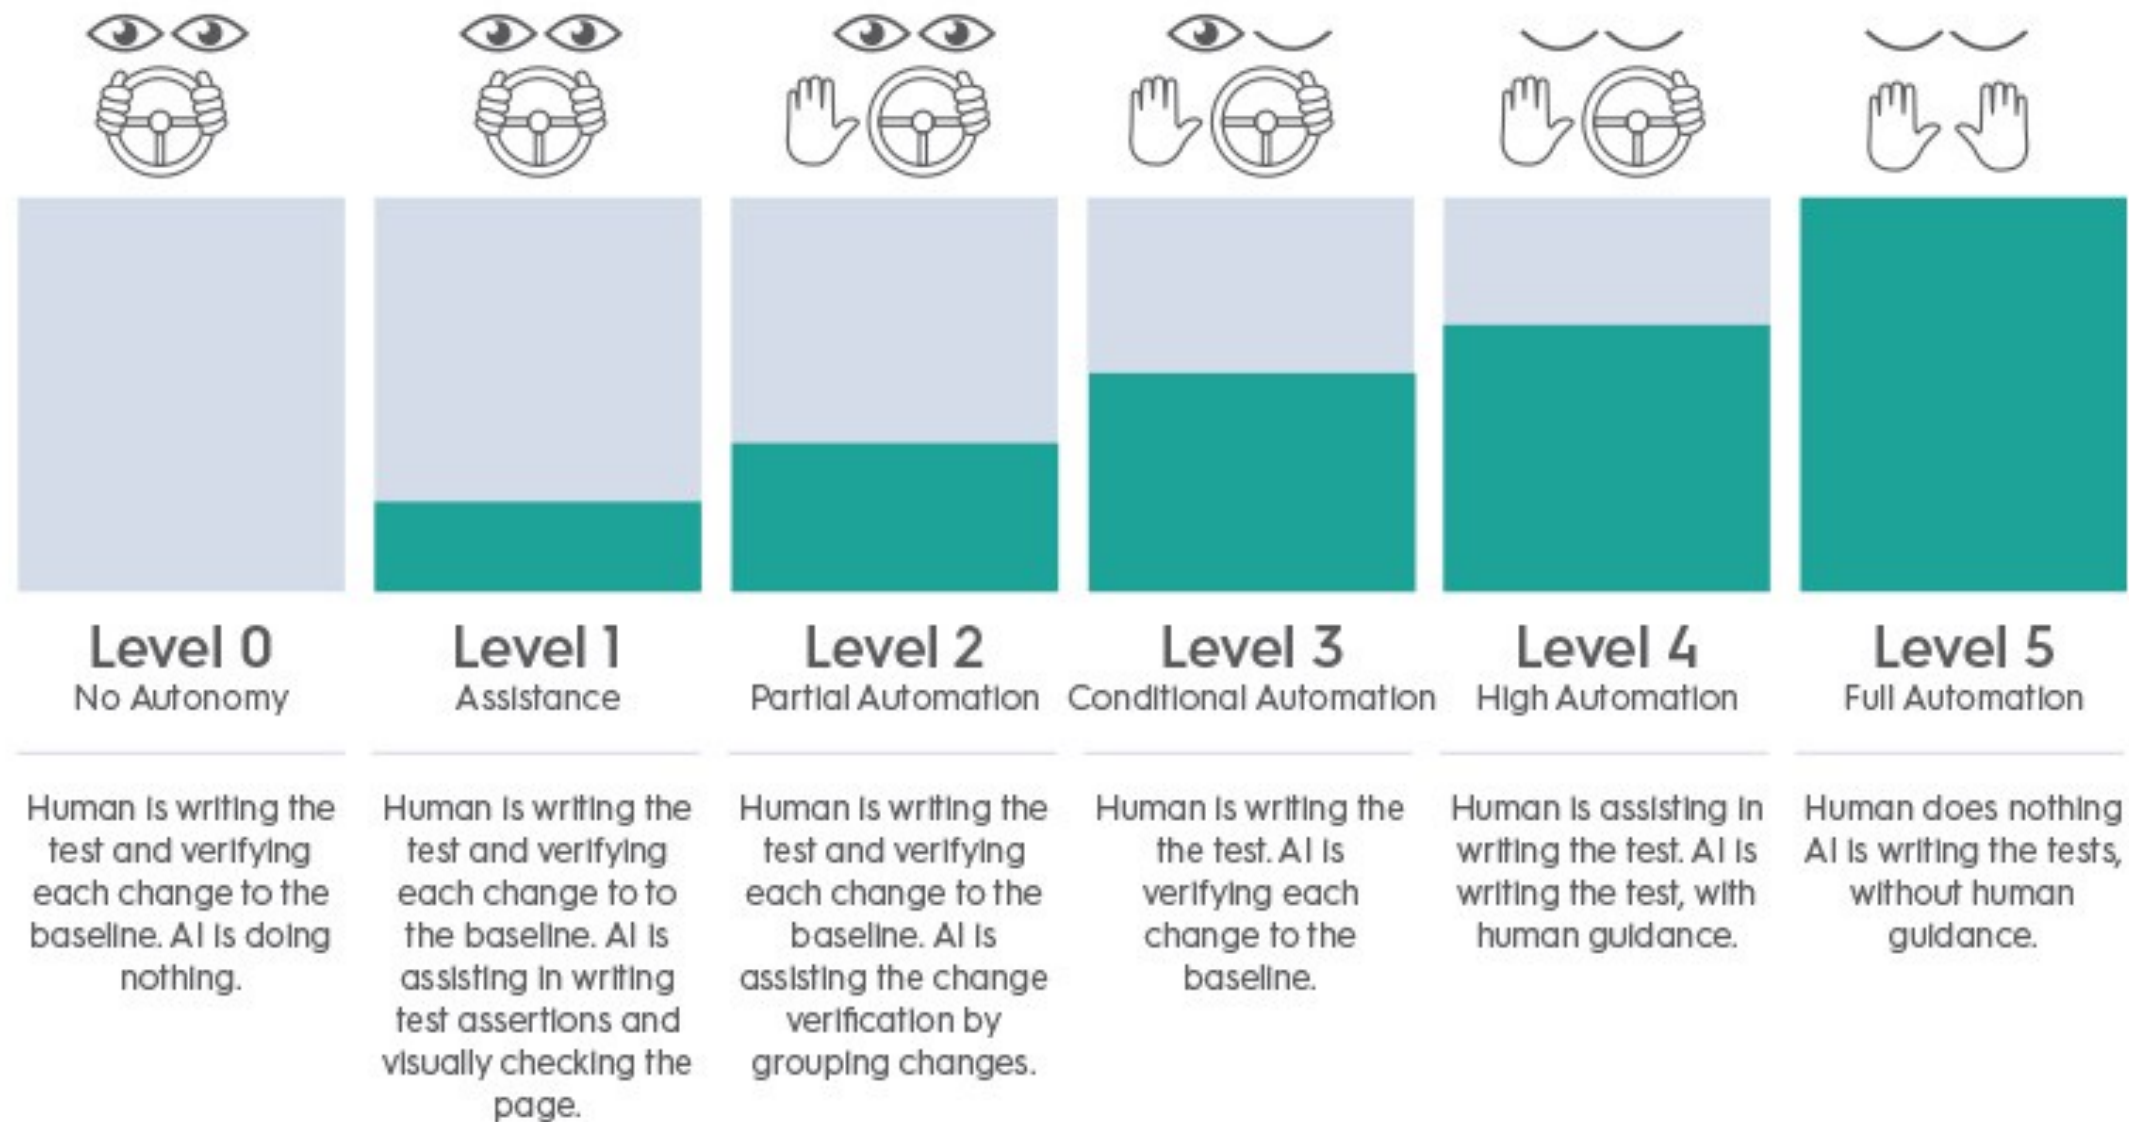 Level 0
No Autonomy
Human is writing the
test and verifying
each change to the
baseline. AI is doing
nothing.
Level 1
Assistance
Human is writing the
test and verifying
each change to to
the baseline. AI is
assisting in writing
test assertions and
visually checking the
page.
Level 2
Partial Automation
Human is writing the
test and verifying
each change to the
baseline. AI is
assisting the change
verification by
grouping changes.
Level 3
Conditional Automation
Human is writing the
the test. AI is
verifying each
change to the
baseline.
Level 4
High Automation
Human is assisting in
writing the test. AI is
writing the test, with
human guidance.
Level 5
Full Automation
Human does nothing
AI is writing the tests,
without human
guidance.